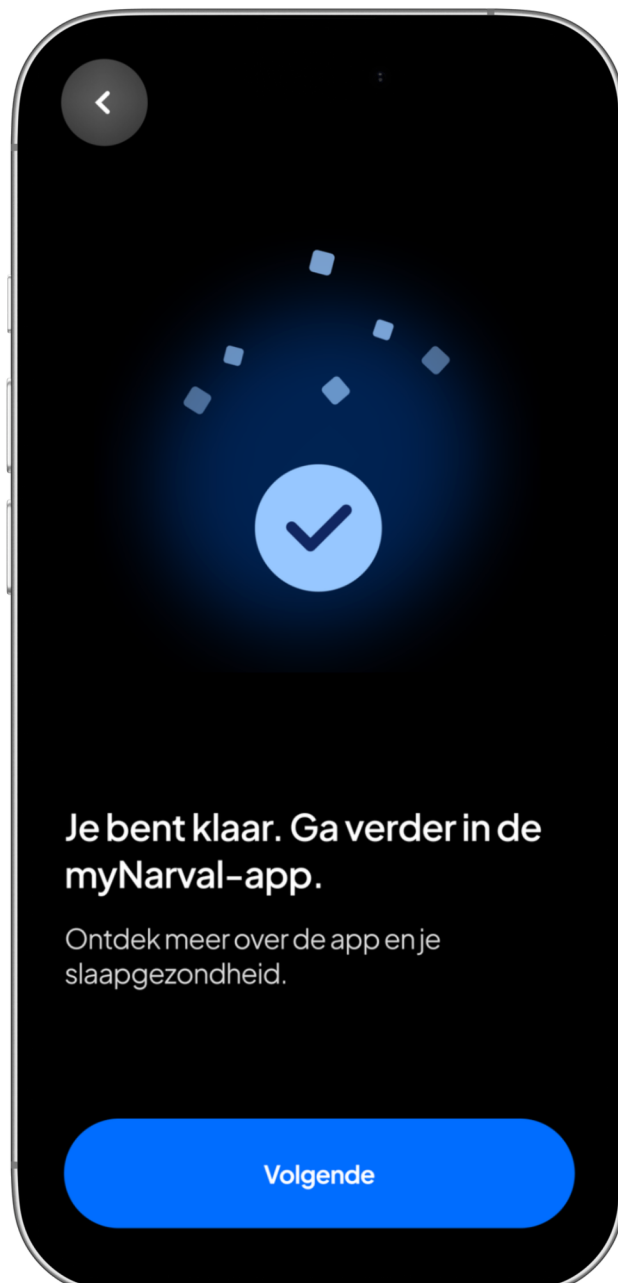 Je bent klaar. Ga verder in de
myNarval-app.
Ontdek meer over de app en je
slaapgezondheid.
Volgende